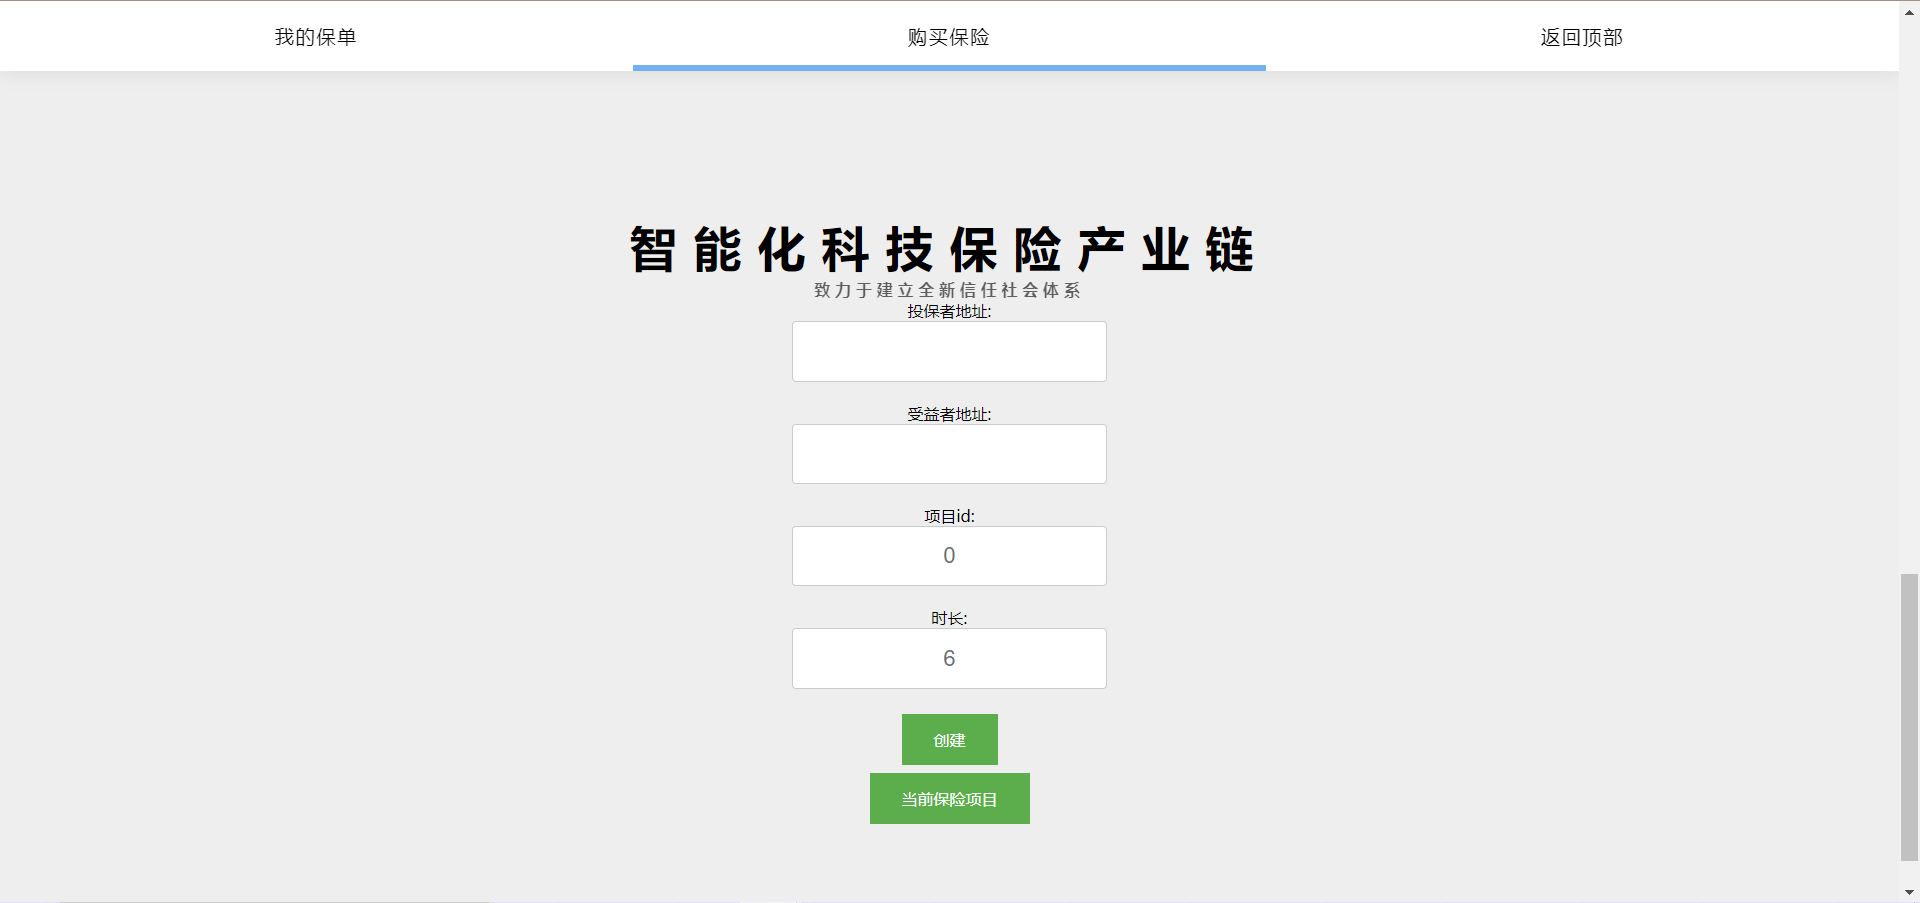 我的保单
购买保险
返回顶部
智能化科技保险产业链
致力于建立全新信任社会体系
投保者地址:
受益者地址:
项目id:
0
时长:
6
创建
当前保险项目